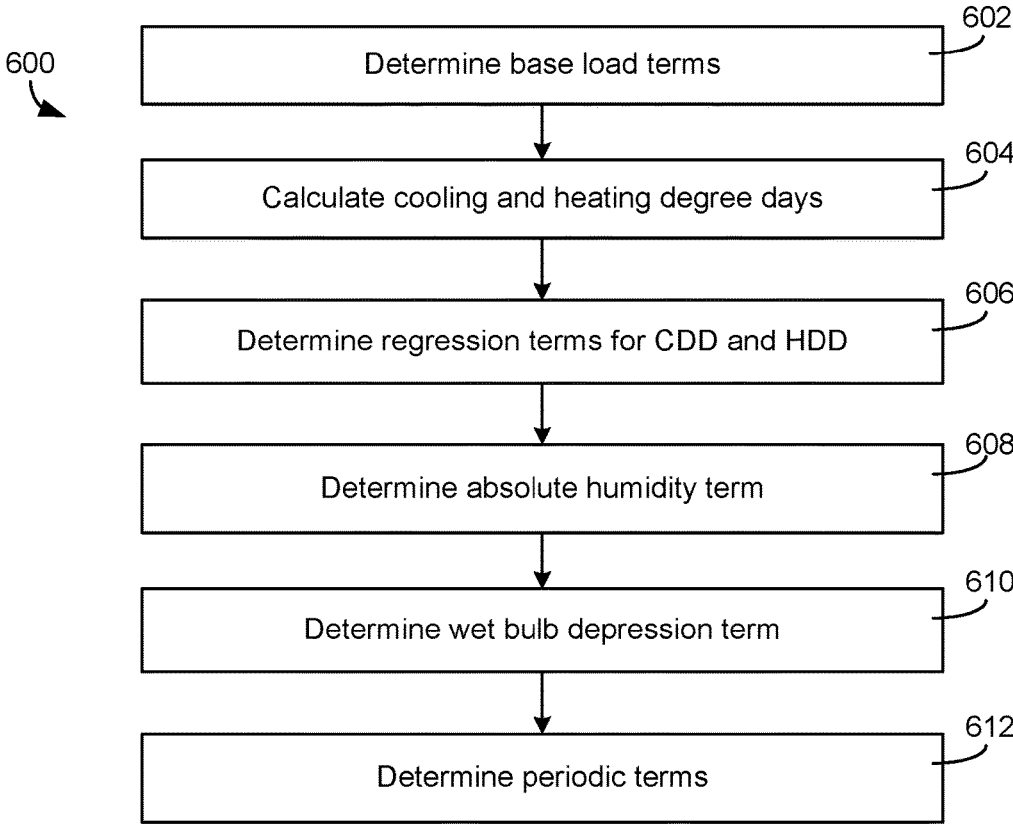 602
600
Determine base load terms
604
Calculate cooling and heating degree days
606
Determine regression terms for CDD and HDD
608
Determine absolute humidity term
610
Determine wet bulb depression term
612
Determine periodic terms